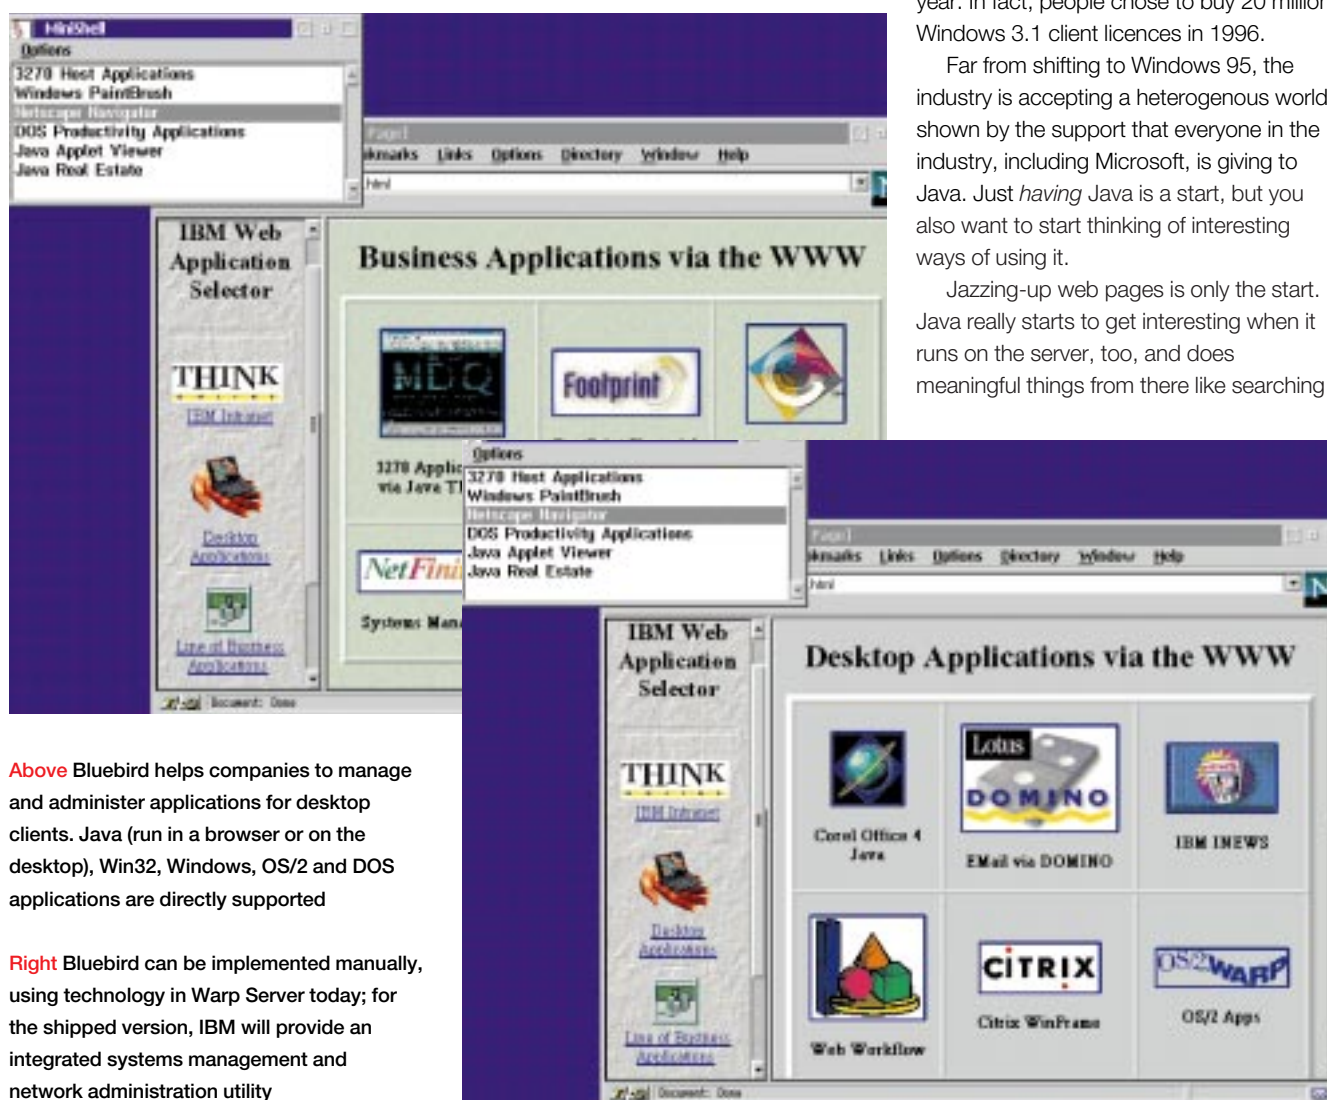 MiniShell
Options
3270 Host Applications
Windows PaintBrush
Netscape Navigator
DOS Productivity Applications
Java Applet Viewer
Java Real Estate
Page]
kmarks Links Options Directory Window Help
html
IBM Web
Application
Selector
THINK
IBM Intranet
Desktop
Applications
Line of Business
Applications
Document: Done
Business Applications via the WWW
MDQ
Footprint
3270 Applic
via Java T
NetFini
Systems Man
year. In fact, people chose to buy 20 million
Windows 3.1 client licences in 1996.
Far from shifting to Windows 95, the
industry is accepting a heterogenous world
shown by the support that everyone in the
industry, including Microsoft, is giving to
Java. Just having Java is a start, but you
also want to start thinking of interesting
ways of using it.
Jazzing-up web pages is only the start.
Java really starts to get interesting when it
runs on the server, too, and does
meaningful things from there like searching
Options
3270 Host Applications
Windows PaintBrush
Netscape Navigator
DOS Productivity Applications
Java Applet Viewer
Java Real Estate
Page]
kmarks Links Options Directory Window Help
html
IBM Web
Application
Selector
THINK
IBM Intranet
Desktop
Applications
Line of Business
Applications
Document: Done
Desktop Applications via the WWW
Corel Office 4
Java
Lotus
DOMINO
EMail via DOMINO
NEWS
IBM INEWS
Web Workflow
CITRIX
Citrix WinFrame
OS/2 WARP
OS/2 Apps
Above Bluebird helps companies to manage
and administer applications for desktop
clients. Java (run in a browser or on the
desktop), Win32, Windows, OS/2 and DOS
applications are directly supported
Right Bluebird can be implemented manually,
using technology in Warp Server today; for
the shipped version, IBM will provide an
integrated systems management and
network administration utility